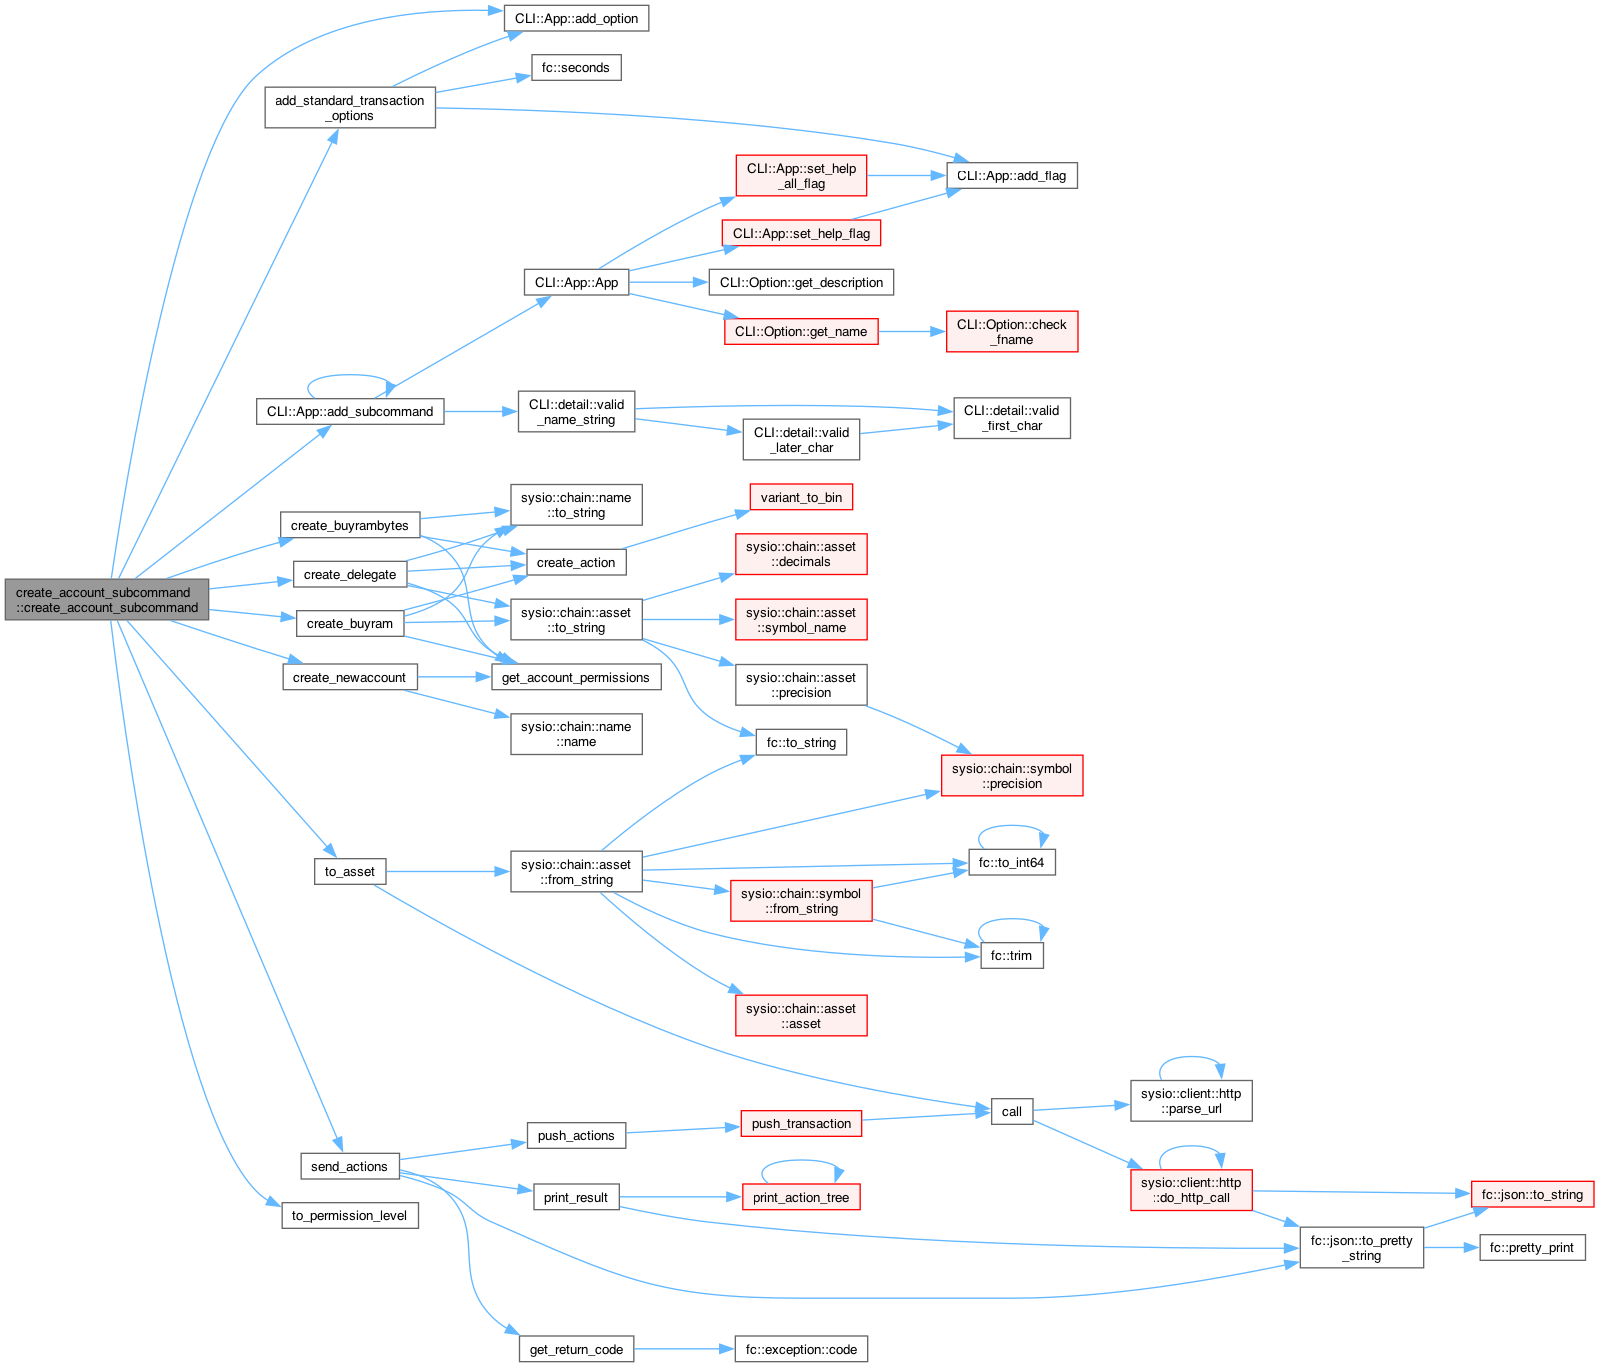 CLI::App::add_option
fc::seconds
add_standard_transaction
_options
CLI::App::set_help
_all_flag
CLI::App::add_flag
CLI::App::set_help_flag
CLI::App::App
CLI::Option::get_description
CLI::Option::get_name
CLI::Option::check
_fname
CLI::App::add_subcommand
CLI::detail::valid
_name_string
CLI::detail::valid
_later_char
CLI::detail::valid
_first_char
sysio::chain::name
::to_string
variant_to_bin
create_buyrambytes
create_action
sysio::chain::asset
::decimals
create_delegate
create_account_subcommand
::create_account_subcommand
sysio::chain::asset
::to_string
sysio::chain::asset
::symbol_name
create_buyram
create_newaccount
get_account_permissions
sysio::chain::asset
::precision
sysio::chain::name
::name
fc::to_string
sysio::chain::symbol
::precision
to_asset
sysio::chain::asset
::from_string
fc::to_int64
sysio::chain::symbol
::from_string
fc::trim
sysio::chain::asset
::asset
sysio::client::http
::parse_url
call
push_transaction
push_actions
send_actions
print_result
print_action_tree
sysio::client::http
::do_http_call
fc::json::to_string
to_permission_level
fc::json::to_pretty
_string
fc::pretty_print
get_return_code
fc::exception::code